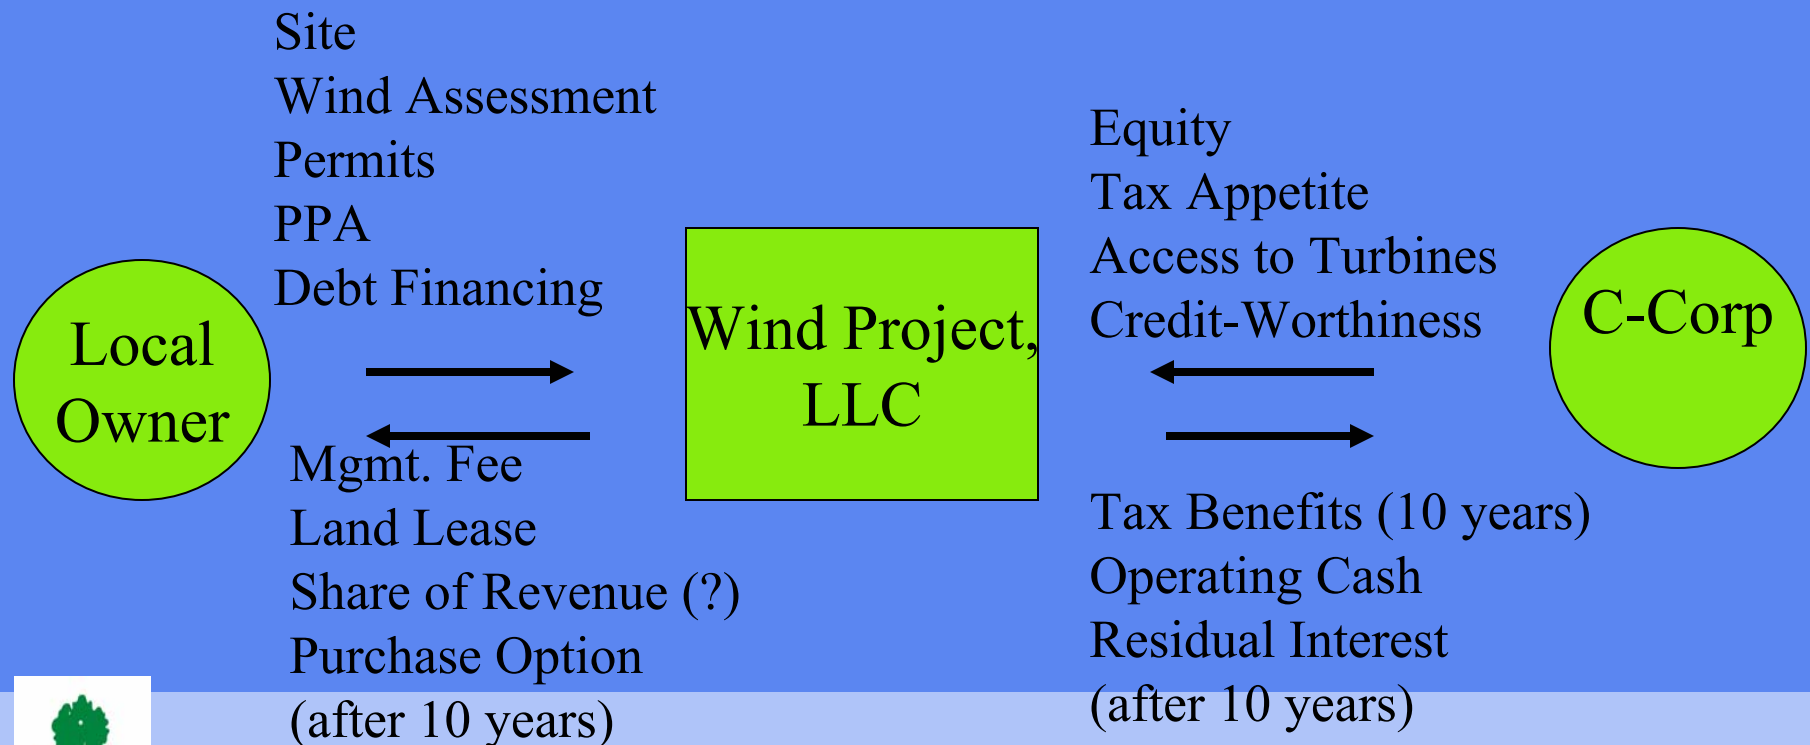 Site
Wind Assessment
Permits
PPA
Debt Financing
Local
Owner
Mgmt. Fee
Land Lease
Share of Revenue (?)
Purchase Option
(after 10 years)
Wind Project,
LLC
Equity
Tax Appetite
Access to Turbines
Credit-Worthiness
C-Corp
Tax Benefits (10 years)
Operating Cash
Residual Interest
(after 10 years)